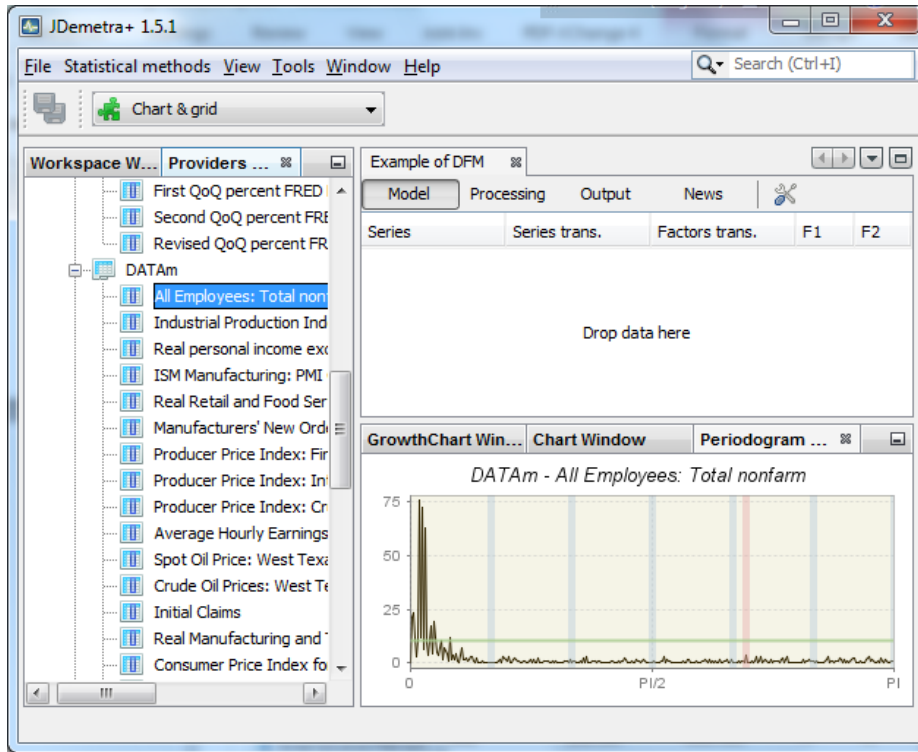 JDemetra+ 1.5.1
File Statistical methods View Tools Window Help
Search (Ctrl+I)
Chart & grid
Workspace W... Providers ...
First QoQ percent FRED
Second QoQ percent FRE
Revised QoQ percent FR
DATAm
All Employees: Total non
Industrial Production Ind
Real personal income exc
ISM Manufacturing: PMI
Real Retail and Food Ser
Manufacturers' New Orde
Producer Price Index: Fir
Producer Price Index: Int
Producer Price Index: Cr
Average Hourly Earnings
Spot Oil Price: West Texa
Crude Oil Prices: West Te
Initial Claims
Real Manufacturing and T
Consumer Price Index fo
Example of DFM
Model Processing Output News
Series Series trans. Factors trans. F1 F2
Drop data here
GrowthChart Win... Chart Window Periodogram ...
DATAm - All Employees: Total nonfarm
75
50
25
0
0 PI/2 PI